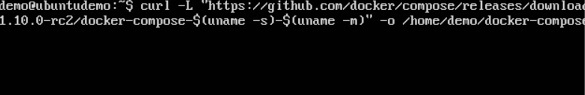 demo@ubuntudemo:~$ curl -L "https://github.com/docker/compose/releases/downloa
1.10.0-rc2/docker-compose-$(uname -s)-$(uname -m)" -o /home/demo/docker-compose